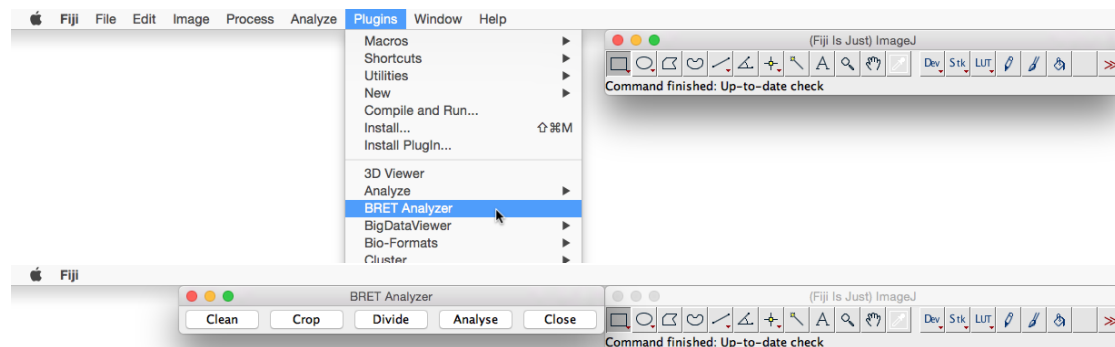 Fiji File Edit Image Process Analyze Plugins Window Help
Macros
Shortcuts
Utilities
New
Compile and Run...
Install... ⇧⌘M
Install PlugIn...
3D Viewer
Analyze
BRET Analyzer
BigDataViewer
Bio-Formats
Cluster
(Fiji Is Just) ImageJ
A Dev Stk LUT
Command finished: Up-to-date check
Fiji
BRET Analyzer
Clean Crop Divide Analyse Close
(Fiji Is Just) ImageJ
A Dev Stk LUT
Command finished: Up-to-date check